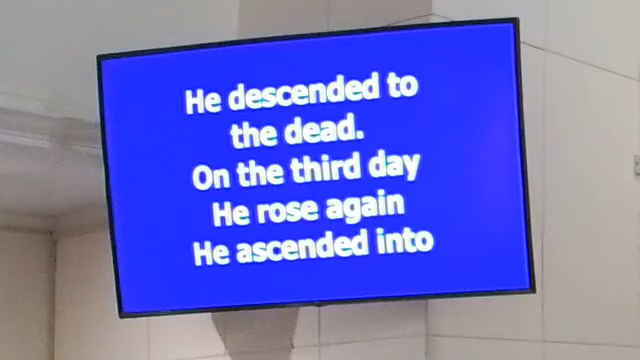 He descended to
the dead.
On the third day
He rose again
He ascended into